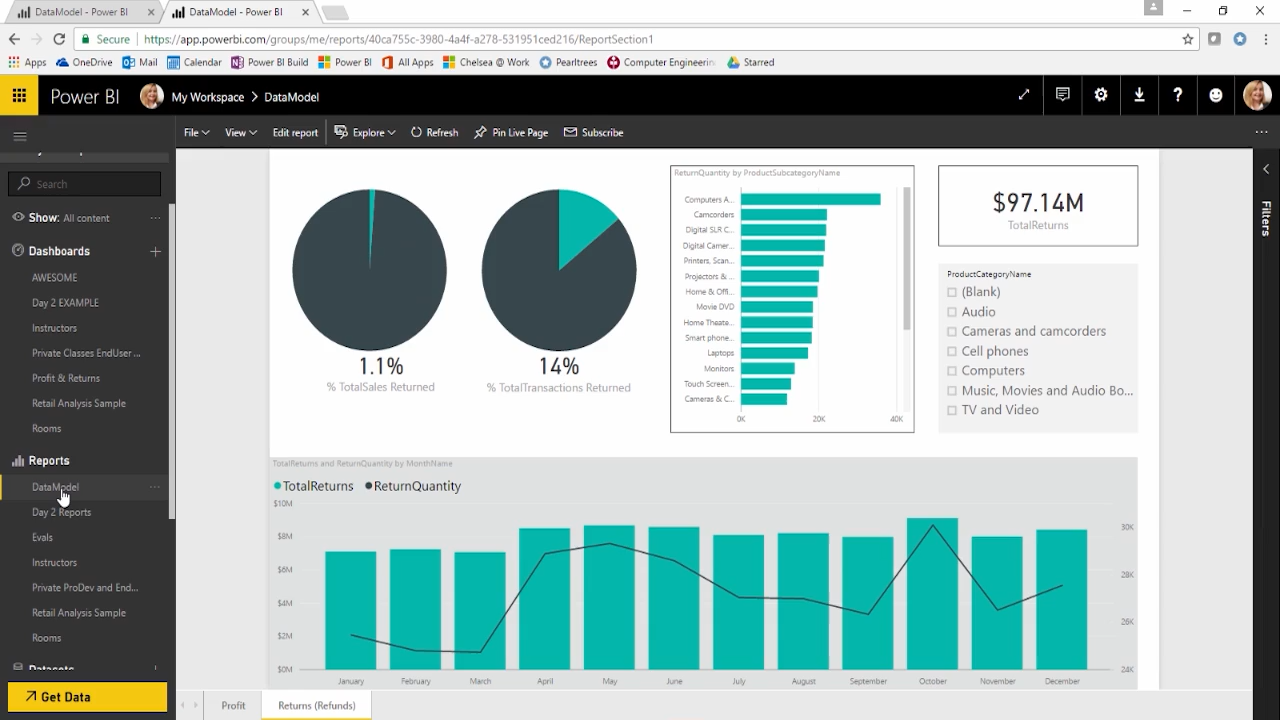 DataModel - Power BI
DataModel - Power BI
Secure
https://app.powerbi.com/groups/me/reports/40ca755c-3980-4a4f-a278-531951ced216/ReportSection1
Apps OneDrive Mail Calendar Power BI Build Power BI All Apps Chelsea @ Work Pearltrees Computer Engineerin Starred
Power BI My Workspace > DataModel
File View Edit report Explore Refresh Pin Live Page Subscribe
Search
Show: All content
Dashboards
AWESOME
Day 2 EXAMPLE
Instructors
Private Classes EndUser ...
Profit & Returns
Retail Analysis Sample
Rooms
Reports
DataModel
Day 2 Reports
Evals
Instructors
Private ProDev and End...
Retail Analysis Sample
Rooms
Datasets
Get Data
1.1%
% TotalSales Returned
14%
% TotalTransactions Returned
ReturnQuantity by ProductSubcategoryName
Computers A...
Camcorders
Digital SLR C...
Digital Camer...
Printers, Scan...
Projectors & ...
Home & Offi...
Movie DVD
Home Theate...
Smart phone...
Laptops
Monitors
Touch Screen...
Cameras & C...
0K 20K 40K
$97.14M
TotalReturns
ProductCategoryName
(Blank)
Audio
Cameras and camcorders
Cell phones
Computers
Music, Movies and Audio Bo...
TV and Video
Filters
TotalReturns and ReturnQuantity by MonthName
TotalReturns ReturnQuantity
$10M
$8M
$6M
$4M
$2M
$0M
30K
28K
26K
24K
January February March April May June July August September October November December
Profit Returns (Refunds)